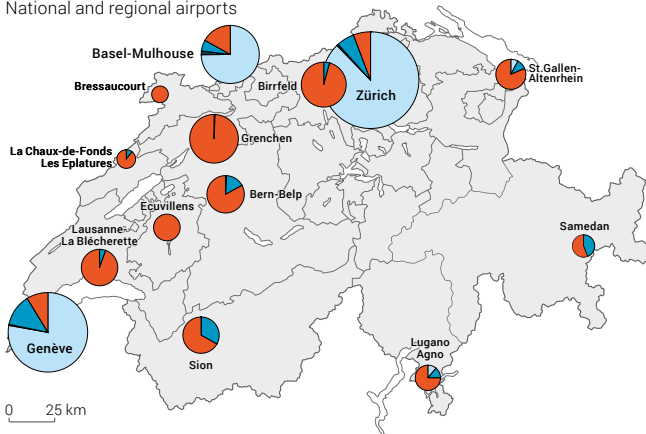 National and regional airports
Basel-Mulhouse
Bressaucourt
Birrfeld
Zürich
St.Gallen-
Altenrhein
Grenchen
La Chaux-de-Fonds
Les Eplatures
Bern-Belp
Ecuvillens
Lausanne-
La Blécherette
Samedan
Genève
Sion
Lugano
Agno
0 25 km